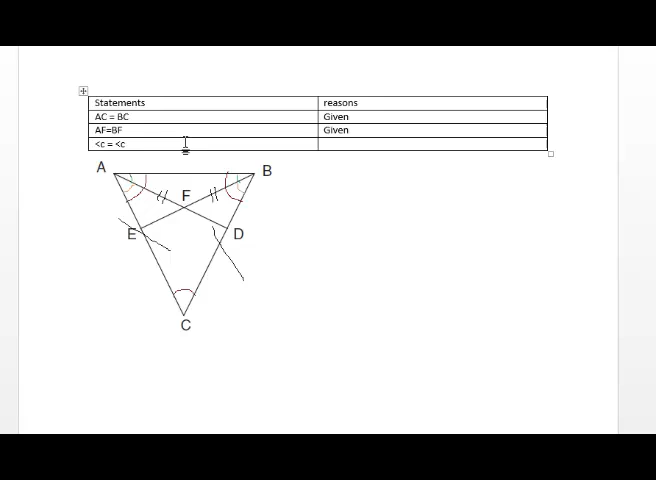 Statements reasons
AC = BC Given
AF=BF Given
<c = <c
A B
F
E D
C